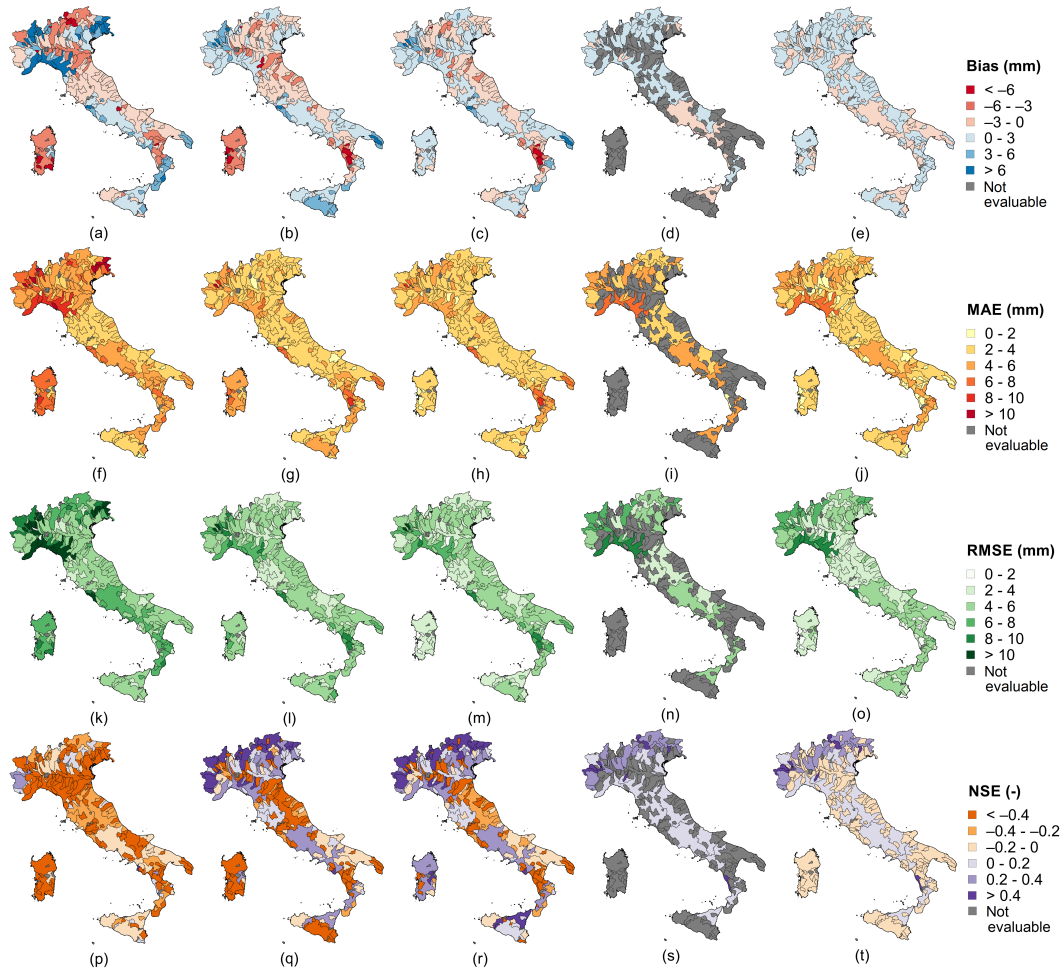 Bias (mm)
< –6
–6 - –3
–3 - 0
0 - 3
3 - 6
> 6
Not
evaluable
(a)
(b)
(c)
(d)
(e)
MAE (mm)
0 - 2
2 - 4
4 - 6
6 - 8
8 - 10
> 10
Not
evaluable
(f)
(g)
(h)
(i)
(j)
RMSE (mm)
0 - 2
2 - 4
4 - 6
6 - 8
8 - 10
> 10
Not
evaluable
(k)
(l)
(m)
(n)
(o)
NSE (-)
< –0.4
–0.4 - –0.2
–0.2 - 0
0 - 0.2
0.2 - 0.4
> 0.4
Not
evaluable
(p)
(q)
(r)
(s)
(t)